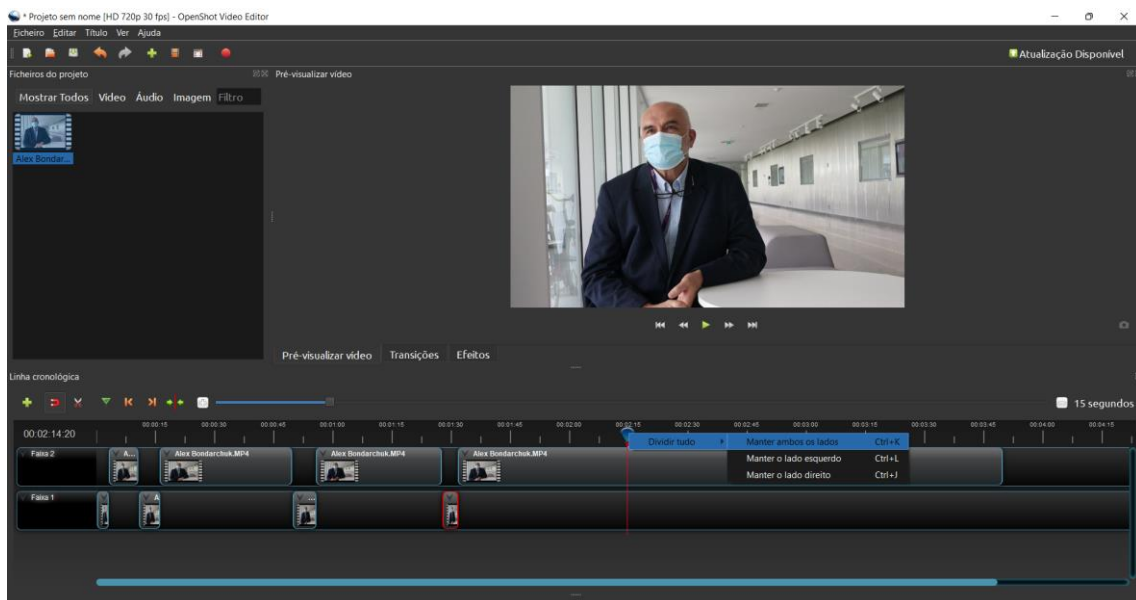 * Projeto sem nome [HD 720p 30 fps] - OpenShot Video Editor
Ficheiro Editar Título Ver Ajuda
Atualização Disponível
Ficheiros do projeto
Pré-visualizar vídeo
Mostrar Todos Vídeo Áudio Imagem Filtro
Alex Bondar...
Pré-visualizar vídeo Transições Efeitos
Linha cronológica
15 segundos
00:02:14:20
00:00:15 00:00:30 00:00:45 00:01:00 00:01:15 00:01:30 00:01:45 00:02:00 00:02:15 00:02:30 00:02:45 00:03:00 00:03:15 00:03:30 00:03:45 00:04:00 00:04:15
Dividir tudo
Manter ambos os lados Ctrl+K
Manter o lado esquerdo Ctrl+L
Manter o lado direito Ctrl+J
Faixa 2
A...
Alex Bondarchuk.MP4
Alex Bondarchuk.MP4
Alex Bondarchuk.MP4
Faixa 1
A
...